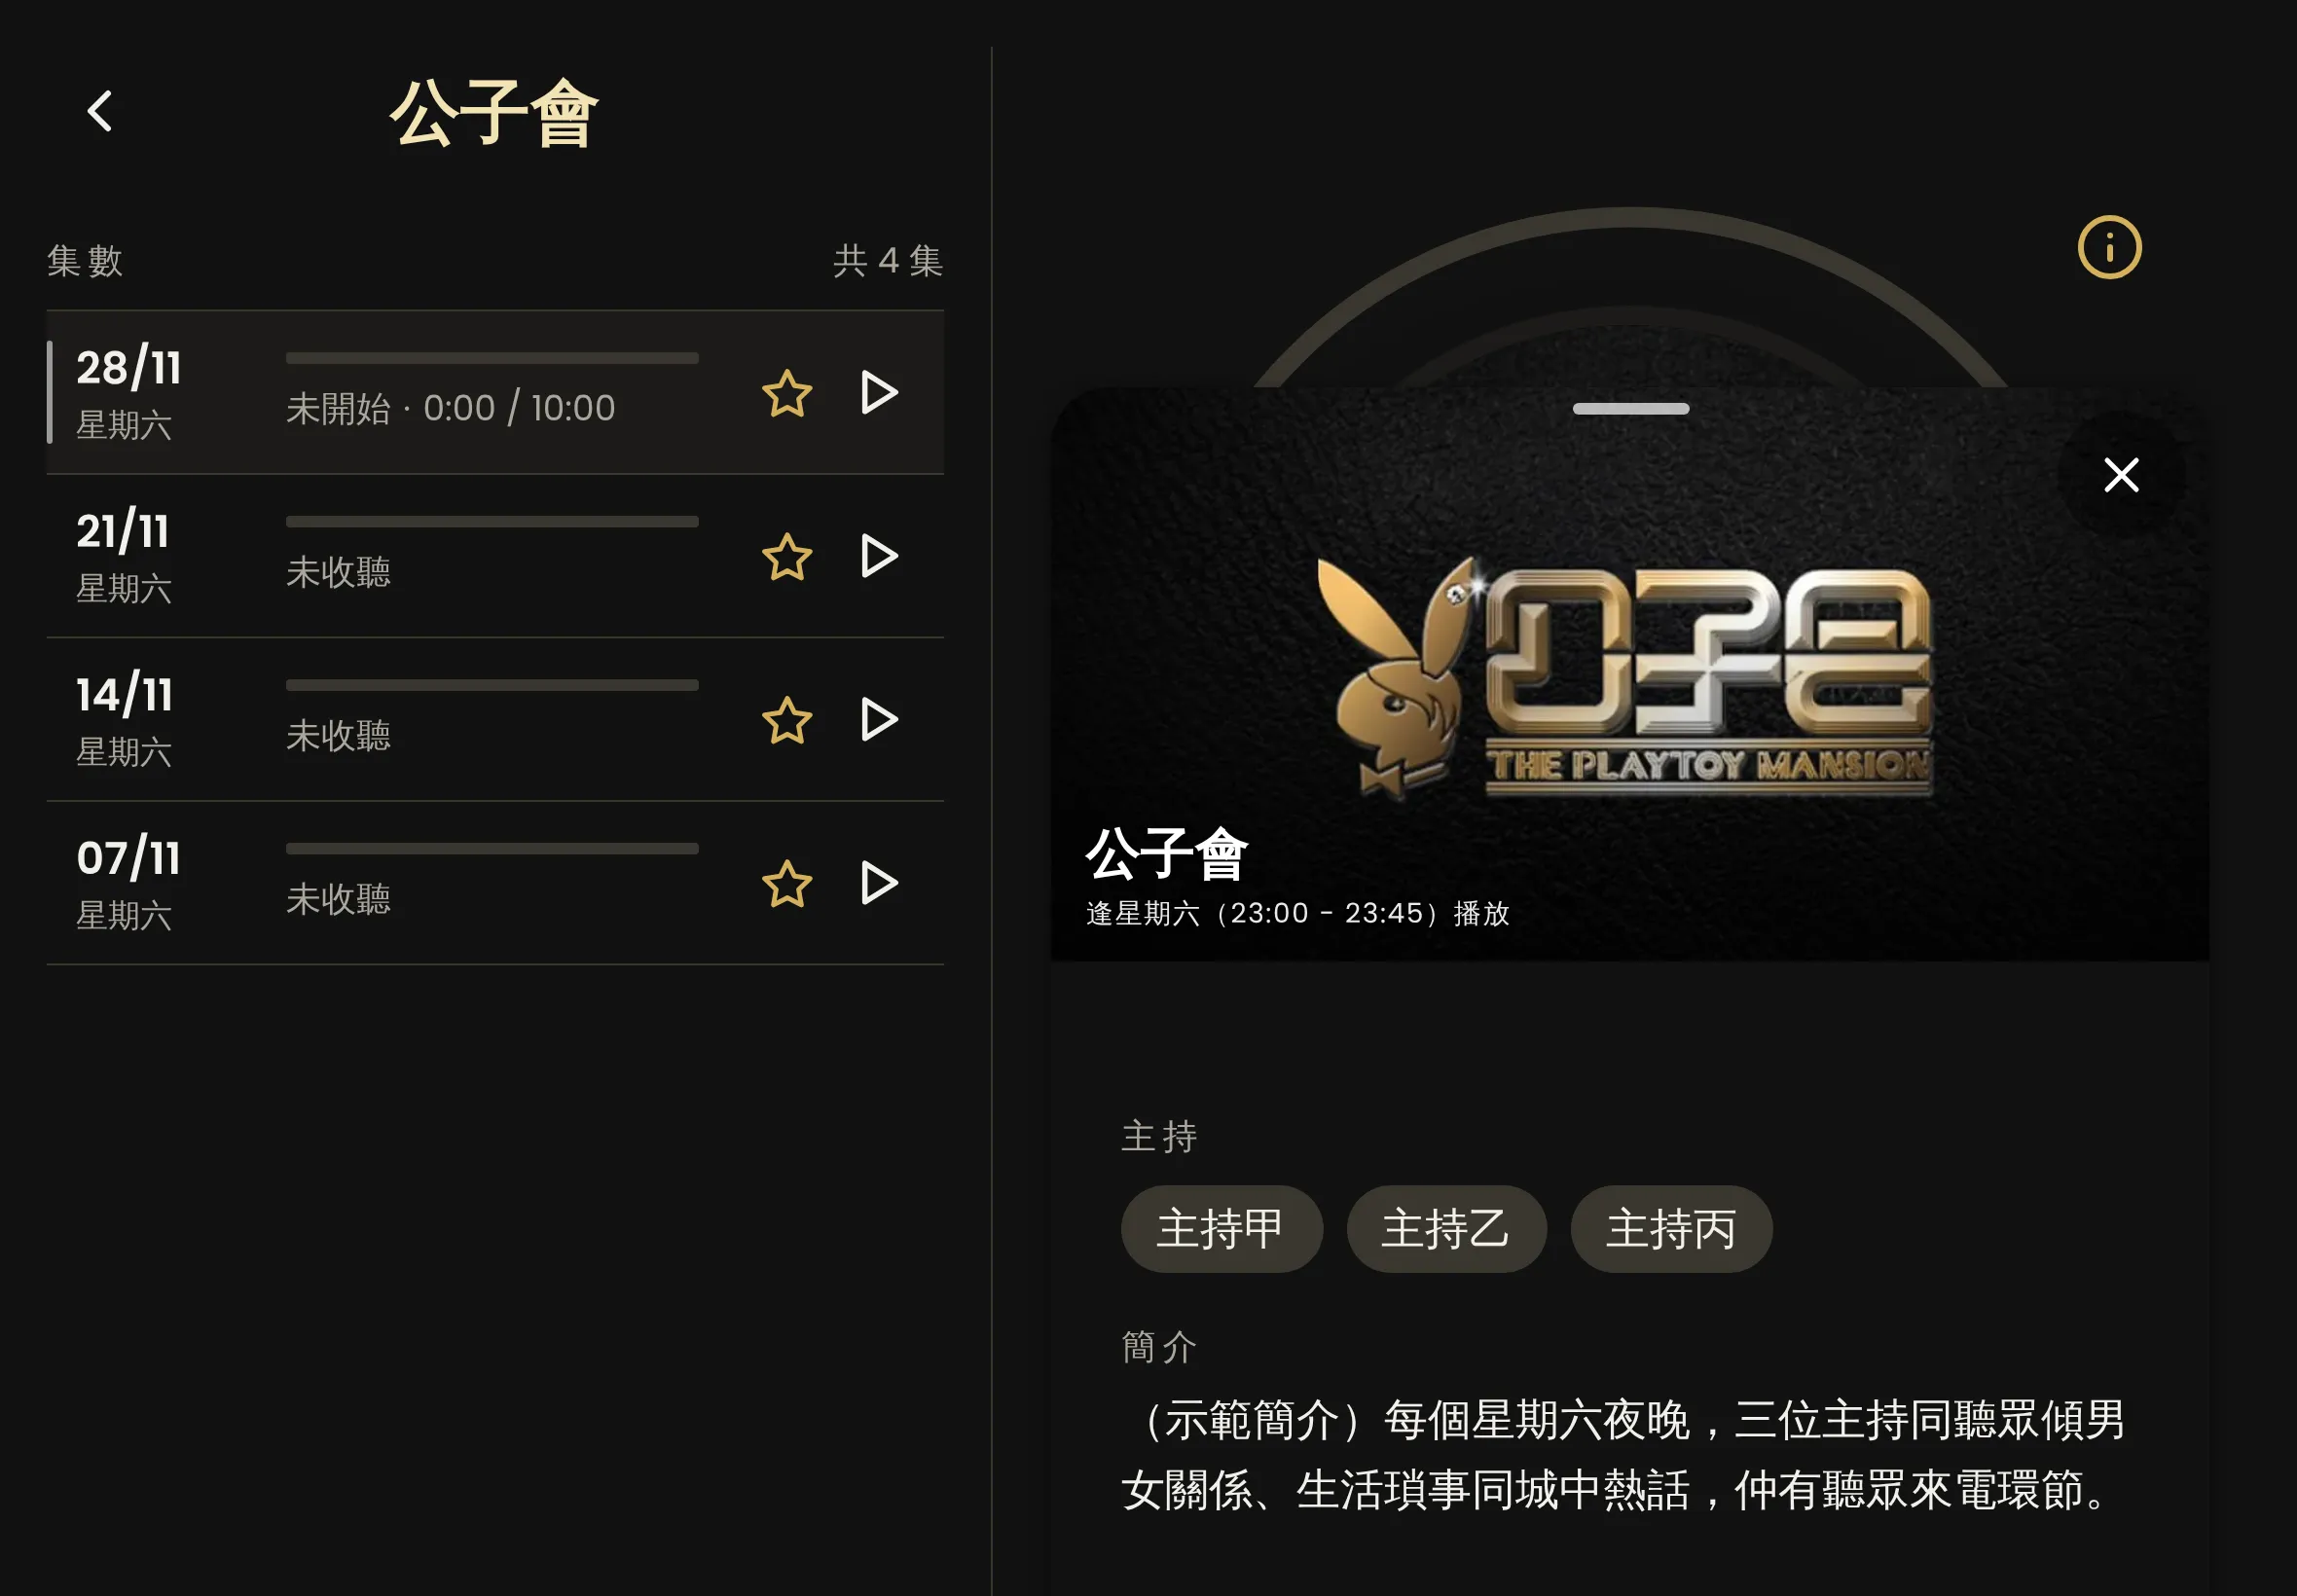 公子會
集數
共 4 集
28/11
星期六
未開始 · 0:00 / 10:00
21/11
星期六
未收聽
14/11
星期六
未收聽
07/11
星期六
未收聽
公子會
THE PLAYTOY MANSION
公子會
逢星期六（23:00 - 23:45）播放
主持
主持甲
主持乙
主持丙
簡介
（示範簡介）每個星期六夜晚，三位主持同聽眾傾男
女關係、生活瑣事同城中熱話，仲有聽眾來電環節。